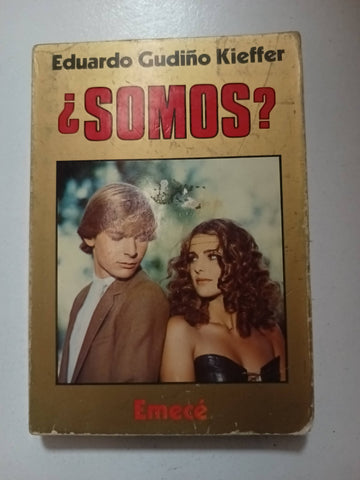 Eduardo Gudiño Kieffer
¿SOMOS?
Emecé